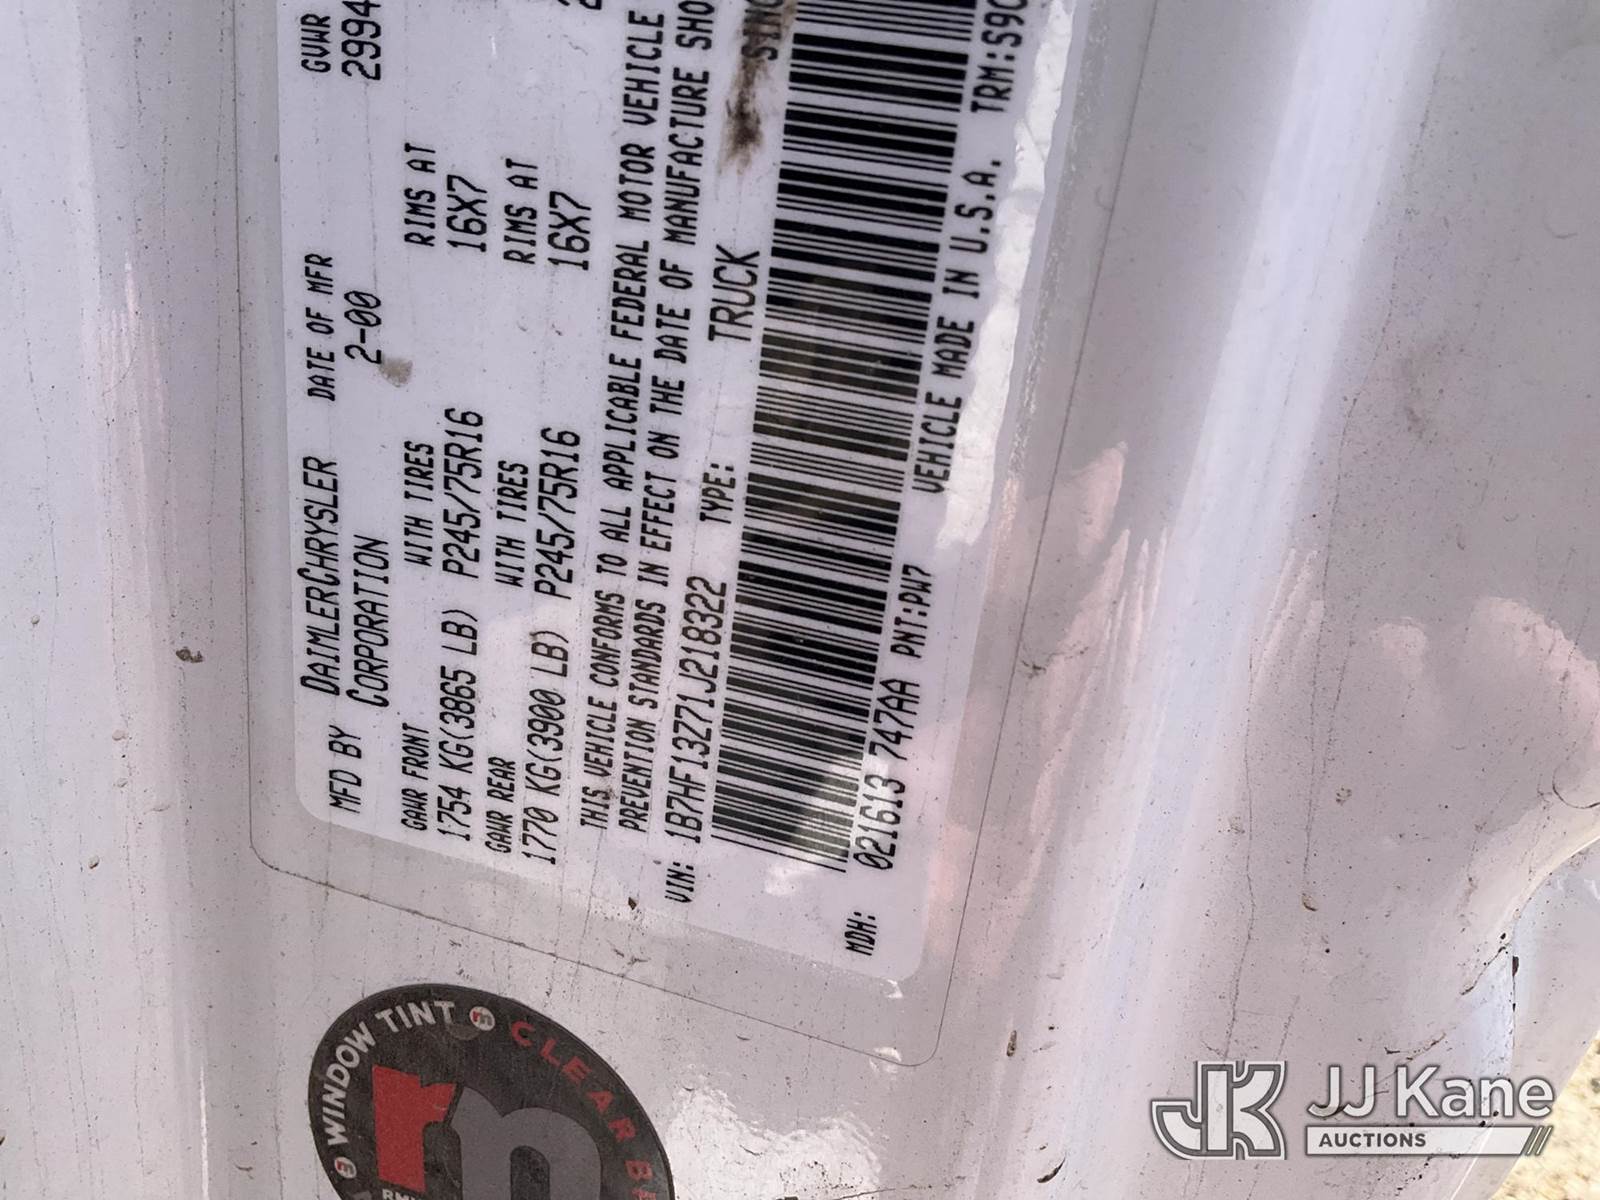 MFD BY DAIMLERCHRYSLER DATE OF MFR GVWR
CORPORATION 2-00 2994
GAWR FRONT WITH TIRES RIMS AT
1754 KG(3865 LB) P245/75R16 16X7
GAWR REAR WITH TIRES RIMS AT
1770 KG(3900 LB) P245/75R16 16X7
THIS VEHICLE CONFORMS TO ALL APPLICABLE FEDERAL MOTOR VEHICLE
PREVENTION STANDARDS IN EFFECT ON THE DATE OF MANUFACTURE SHO
VIN: 1B7HF13Z71J218322 TYPE: TRUCK
MDH: 021613 747AA PNT:PW7 VEHICLE MADE IN U.S.A. TRM:S9C
WINDOW TINT
CLEAR B
JJ Kane
AUCTIONS